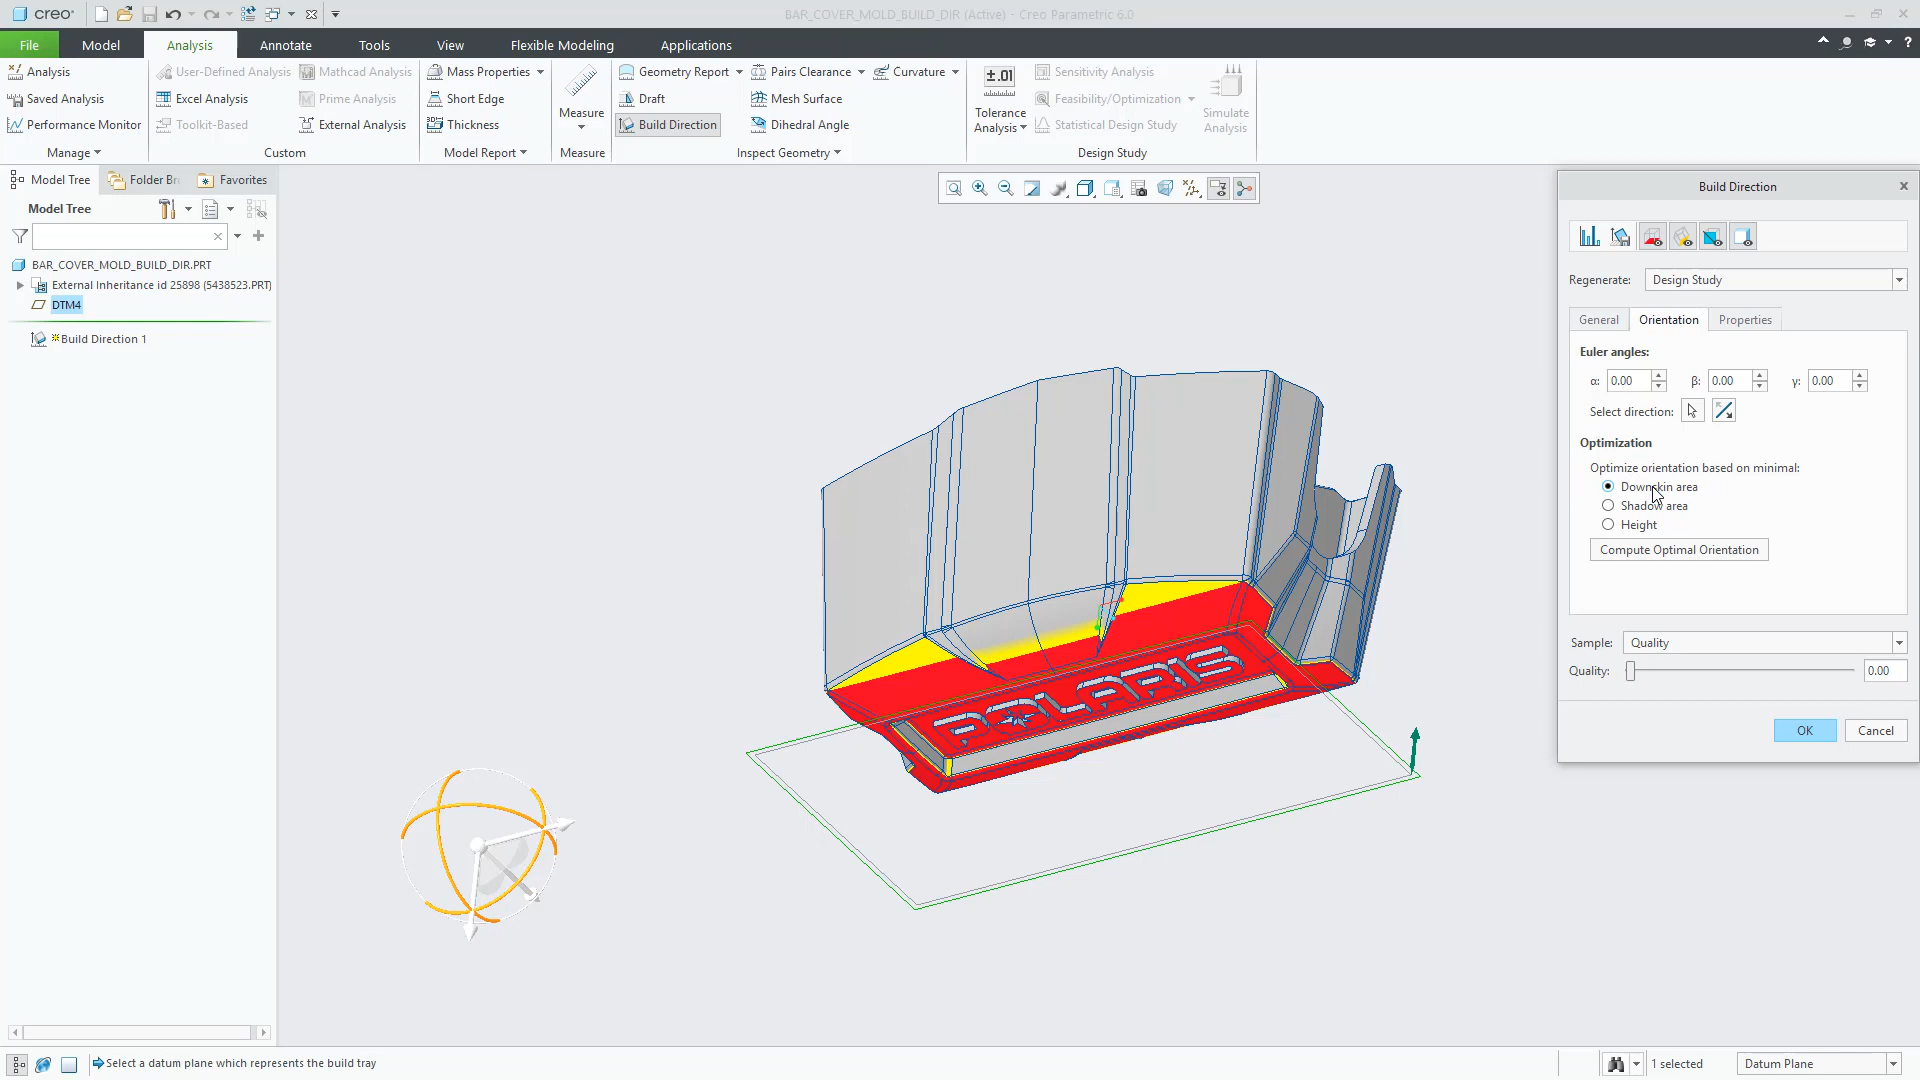 creo
BAR_COVER_MOLD_BUILD_DIR (Active) - Creo Parametric 6.0
File Model Analysis Annotate Tools View Flexible Modeling Applications
Analysis User-Defined Analysis Mathcad Analysis Mass Properties Geometry Report Pairs Clearance Curvature Sensitivity Analysis
Saved Analysis Excel Analysis Prime Analysis Short Edge Draft Mesh Surface Feasibility/Optimization
Performance Monitor Toolkit-Based External Analysis Thickness Build Direction Dihedral Angle Statistical Design Study
Measure
±.01
Tolerance
Analysis
Simulate
Analysis
Manage Custom Model Report Measure Inspect Geometry Design Study
Model Tree Folder Br Favorites
Model Tree
BAR_COVER_MOLD_BUILD_DIR.PRT
External Inheritance id 25898 (5438523.PRT)
DTM4
Build Direction 1
POLARIS
Build Direction
Regenerate: Design Study
General Orientation Properties
Euler angles:
α: 0.00 β: 0.00 γ: 0.00
Select direction:
Optimization
Optimize orientation based on minimal:
Downskin area
Shadow area
Height
Compute Optimal Orientation
Sample: Quality
Quality: 0.00
OK Cancel
Select a datum plane which represents the build tray
1 selected Datum Plane